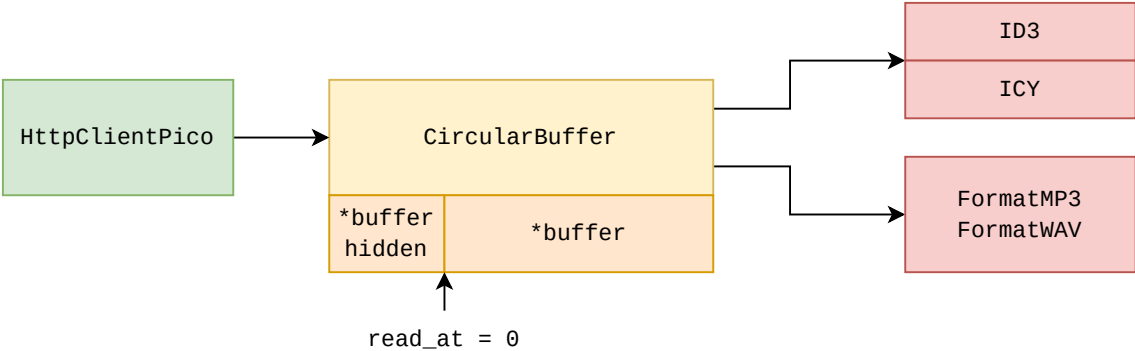 HttpClientPico
CircularBuffer
*buffer
hidden
*buffer
read_at = 0
ID3
ICY
FormatMP3
FormatWAV